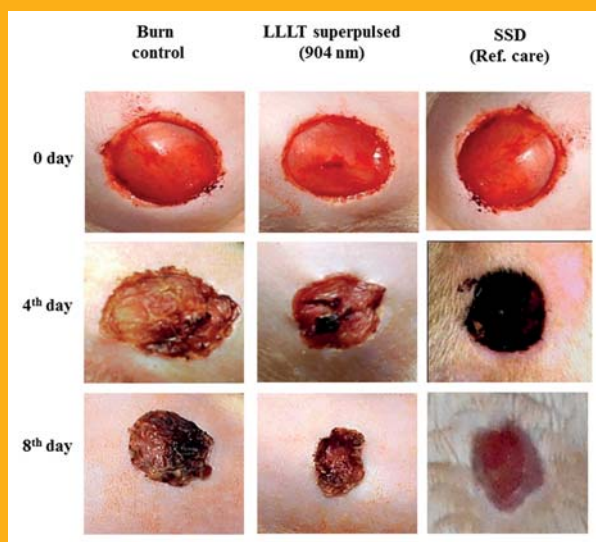 Burn
control
LLLT superpulsed
(904 nm)
SSD
(Ref. care)
0 day
4th day
8th day